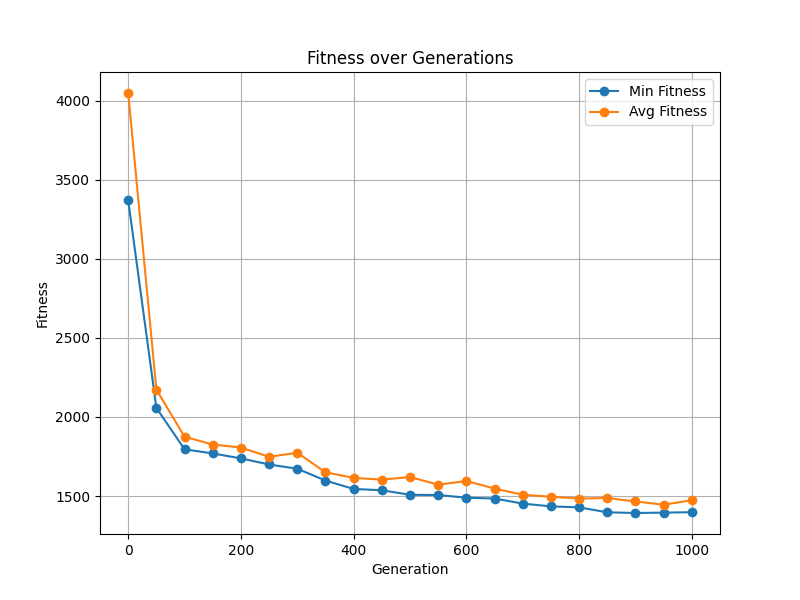 Fitness over Generations
Min Fitness
Avg Fitness
4000
3500
3000
2500
2000
1500
Fitness
0 200 400 600 800 1000
Generation